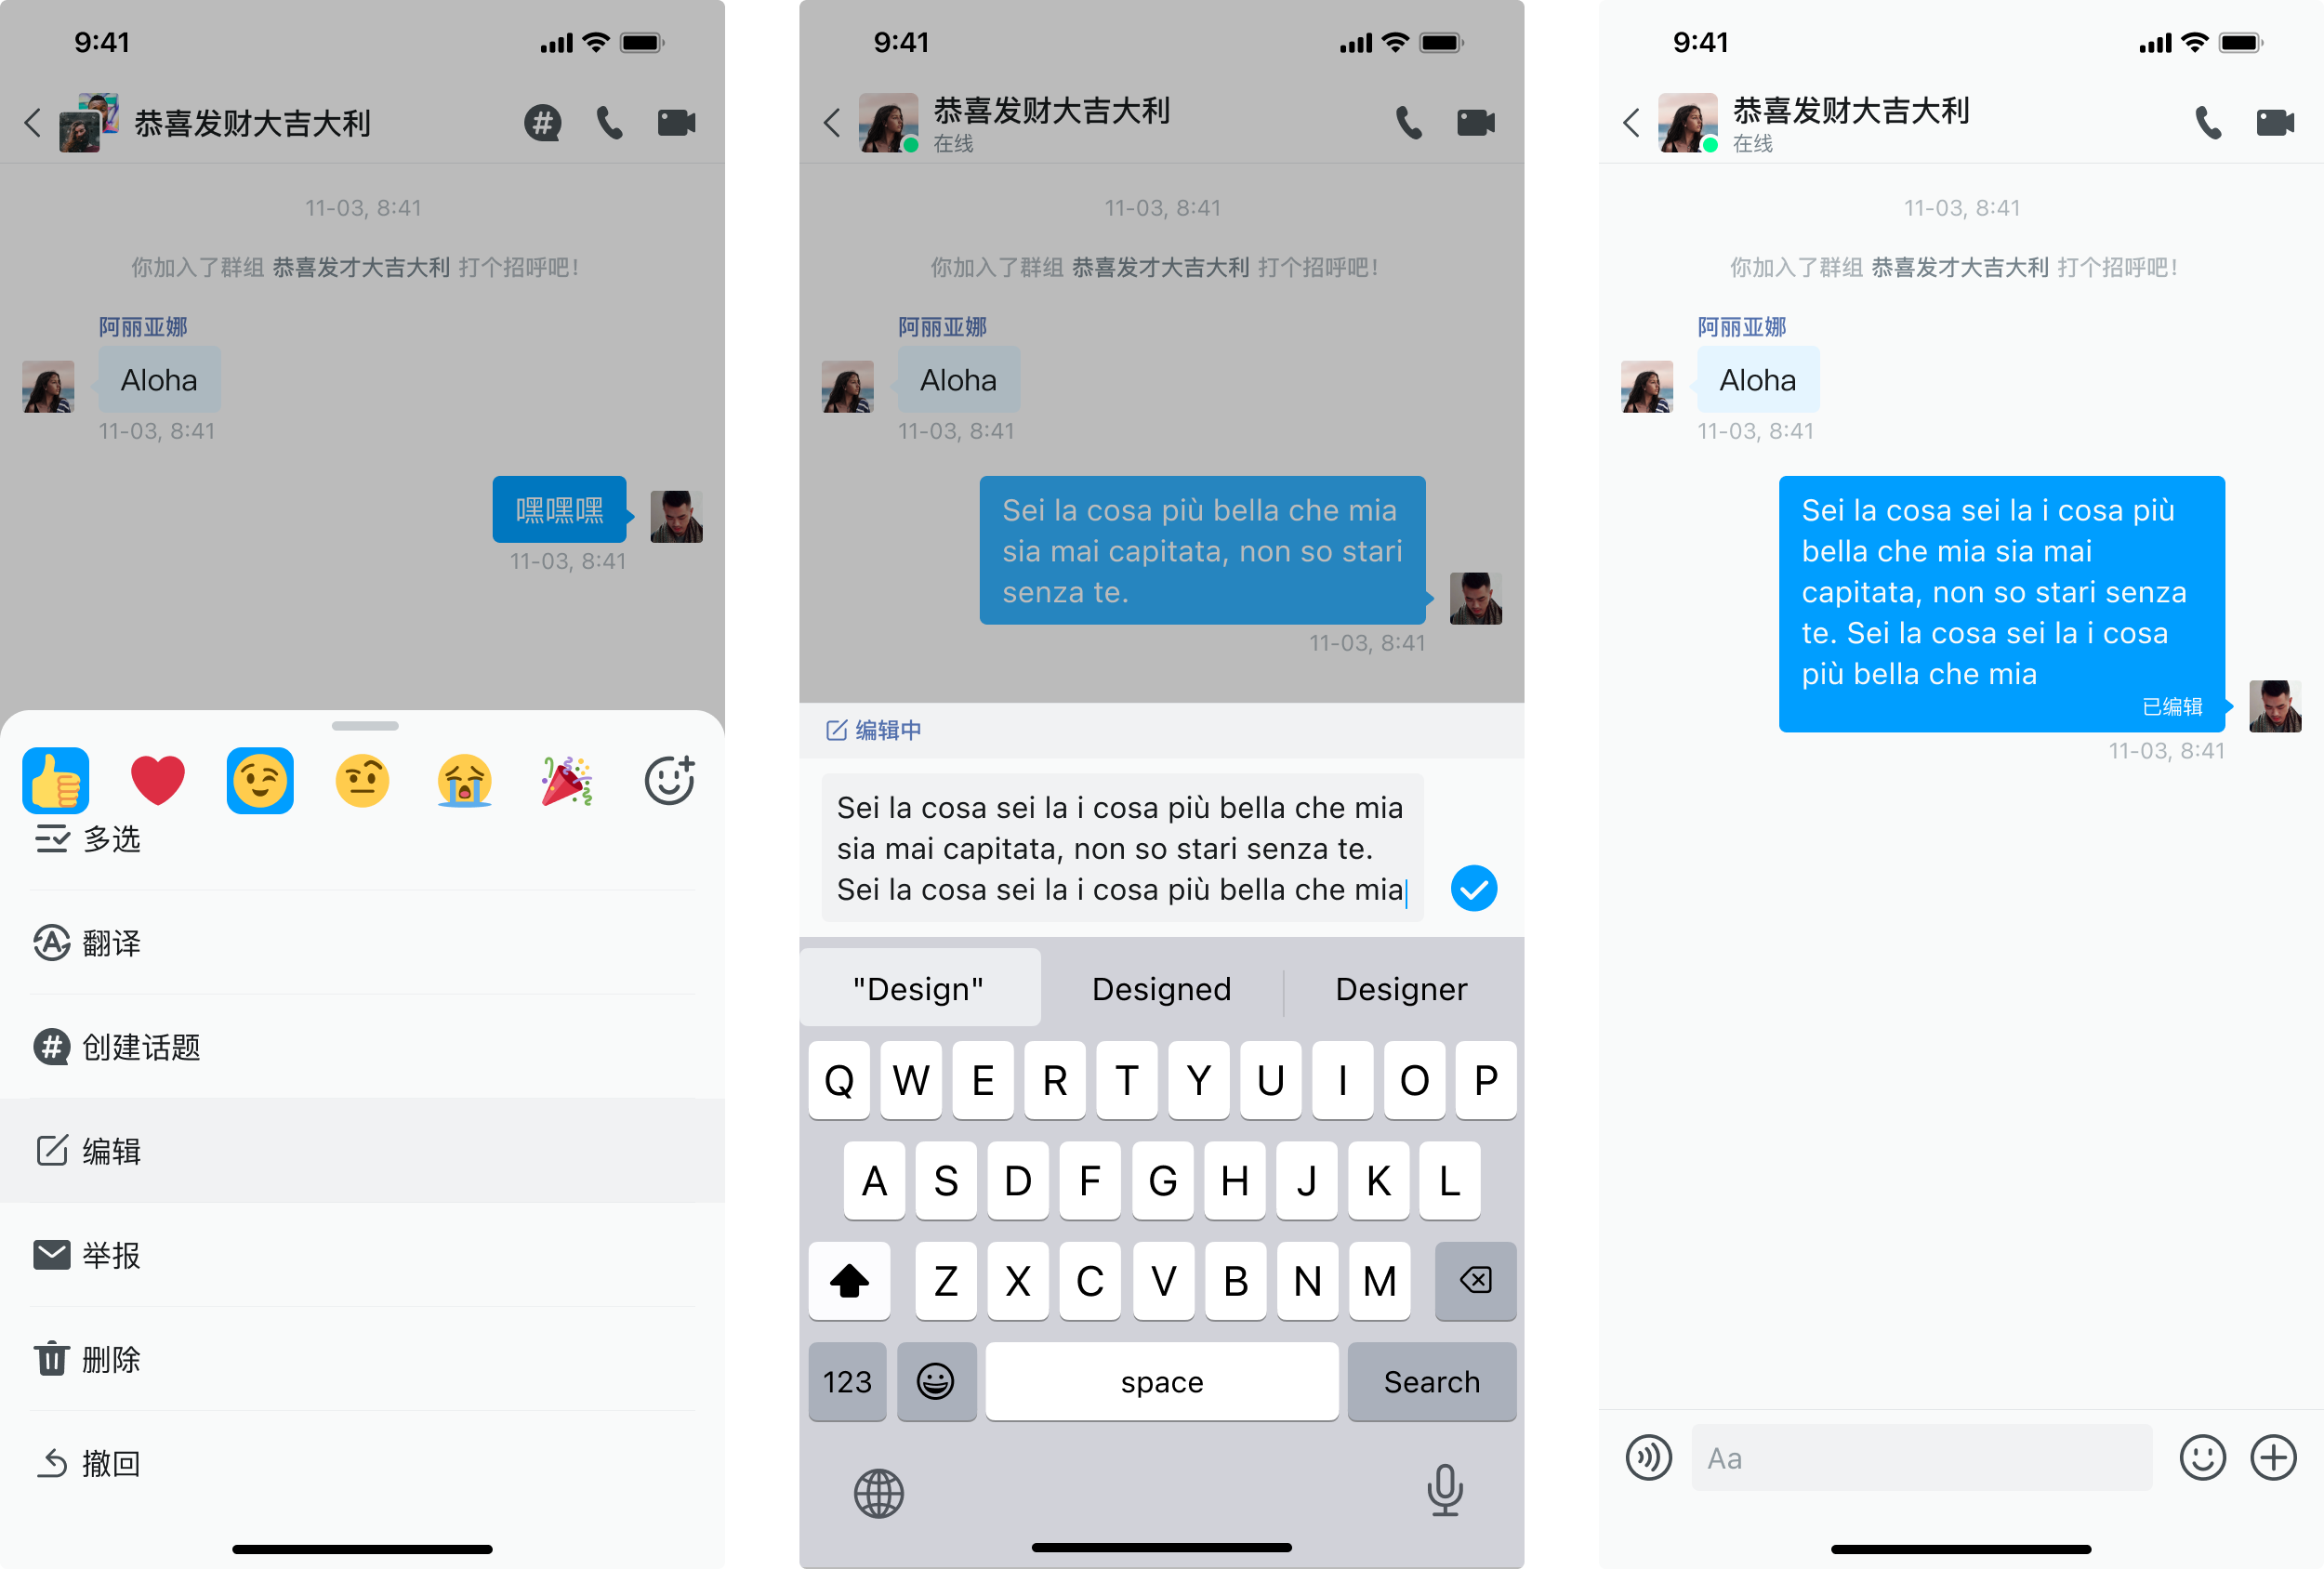 9:41
恭喜发财大吉大利
11-03, 8:41
你加入了群组 恭喜发才大吉大利 打个招呼吧！
阿丽亚娜
Aloha
11-03, 8:41
嘿嘿嘿
11-03, 8:41
多选
翻译
创建话题
编辑
举报
删除
撤回
9:41
恭喜发财大吉大利
在线
11-03, 8:41
你加入了群组 恭喜发才大吉大利 打个招呼吧！
阿丽亚娜
Aloha
11-03, 8:41
Sei la cosa più bella che mia
sia mai capitata, non so stari
senza te.
11-03, 8:41
编辑中
Sei la cosa sei la i cosa più bella che mia
sia mai capitata, non so stari senza te.
Sei la cosa sei la i cosa più bella che mia
"Design" Designed Designer
Q W E R T Y U I O P
A S D F G H J K L
Z X C V B N M
123 space Search
9:41
恭喜发财大吉大利
在线
11-03, 8:41
你加入了群组 恭喜发才大吉大利 打个招呼吧！
阿丽亚娜
Aloha
11-03, 8:41
Sei la cosa sei la i cosa più
bella che mia sia mai
capitata, non so stari senza
te. Sei la cosa sei la i cosa
più bella che mia
已编辑
11-03, 8:41
Aa